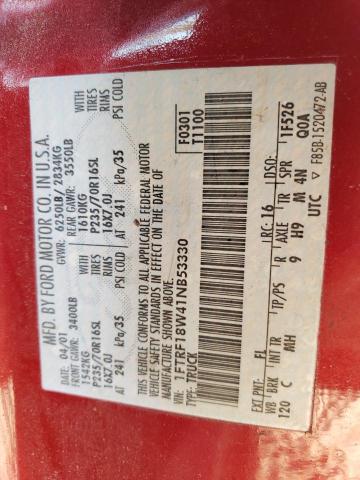 MFD. BY FORD MOTOR CO. IN U.S.A.
DATE: 04/01 GVWR: 6250LB/ 2834KG
FRONT GAWR: 3400LB REAR GAWR: 3550LB
1542KG 1610KG WITH
P235/70R16SL P235/70R16SL TIRES
16X7.0J 16X7.0J RIMS
AT 241 kPa/35 PSI COLD AT 241 kPa/35 PSI COLD
THIS VEHICLE CONFORMS TO ALL APPLICABLE FEDERAL MOTOR
VEHICLE SAFETY STANDARDS IN EFFECT ON THE DATE OF
MANUFACTURE SHOWN ABOVE.
VIN: 1FTRF18W41NB53330 F0301
TYPE: TRUCK T1100
EXT PNT: FL RC: 16 DSO:
WB BRK INT TR TP/PS R AXLE TR SPR 1F526
120 C MH 9 H9 M 4N Q0A
UTC ▽ F85B-1520472-AB